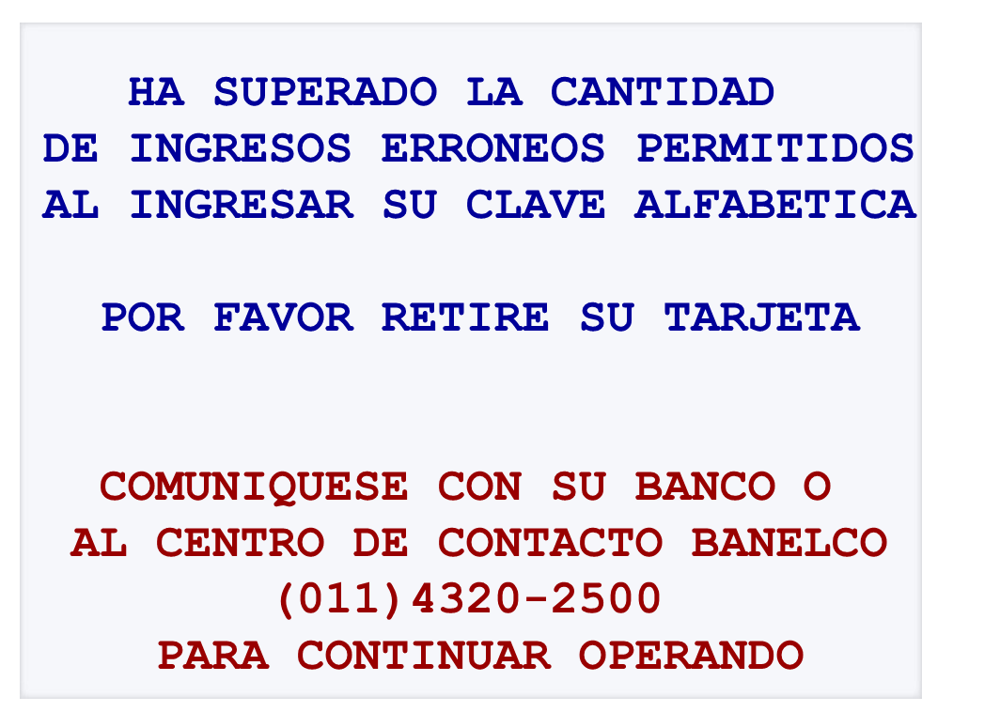 HA SUPERADO LA CANTIDAD
DE INGRESOS ERRONEOS PERMITIDOS
AL INGRESAR SU CLAVE ALFABETICA
POR FAVOR RETIRE SU TARJETA
COMUNIQUESE CON SU BANCO O
AL CENTRO DE CONTACTO BANELCO
(011)4320-2500
PARA CONTINUAR OPERANDO